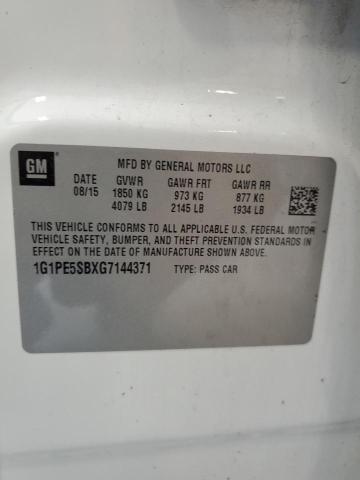 GM
MFD BY GENERAL MOTORS LLC
DATE GVWR GAWR FRT GAWR RR
08/15 1850 KG 973 KG 877 KG
4079 LB 2145 LB 1934 LB
THIS VEHICLE CONFORMS TO ALL APPLICABLE U.S. FEDERAL MOTOR
VEHICLE SAFETY, BUMPER, AND THEFT PREVENTION STANDARDS
IN EFFECT ON THE DATE OF MANUFACTURE SHOWN ABOVE.
1G1PE5SBXG7144371 TYPE: PASS CAR